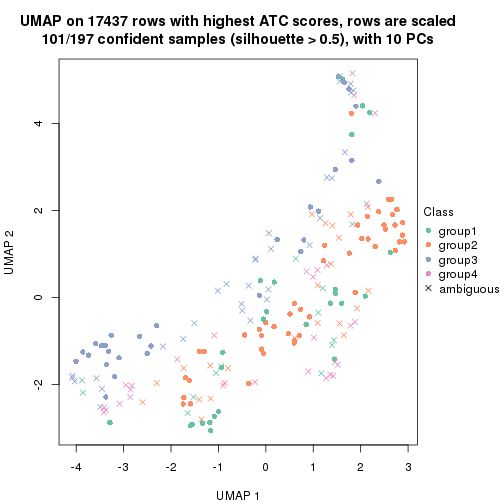 UMAP on 17437 rows with highest ATC scores, rows are scaled
101/197 confident samples (silhouette > 0.5), with 10 PCs
4
2
0
-2
UMAP 2
-4 -3 -2 -1 0 1 2 3
UMAP 1
Class
group1
group2
group3
group4
ambiguous